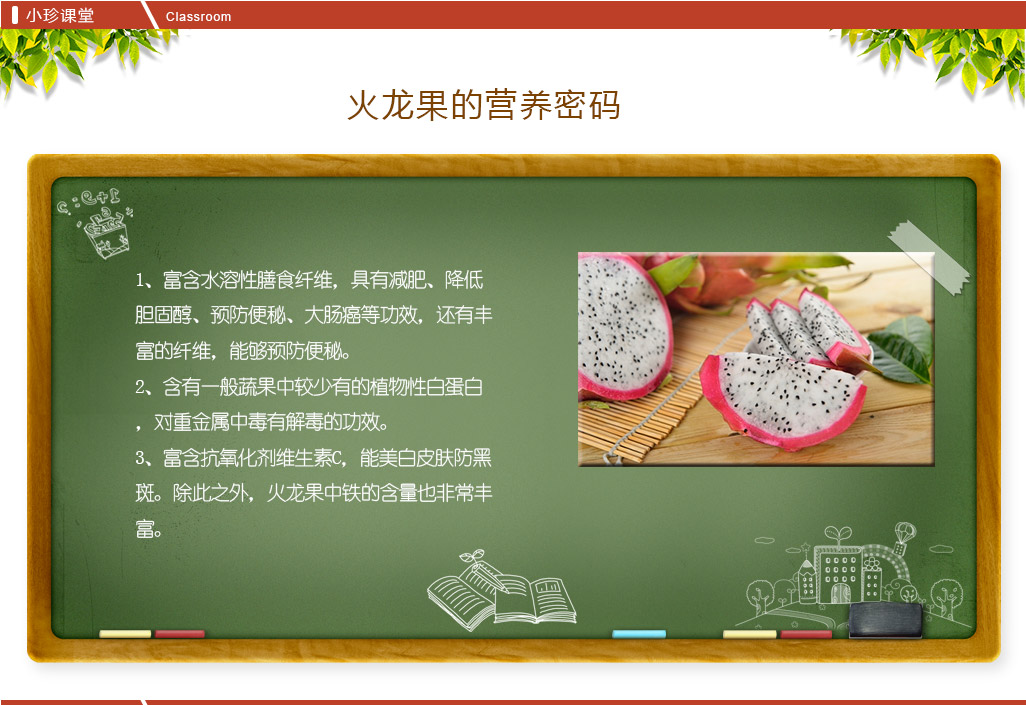 小珍课堂
Classroom
火龙果的营养密码
1、富含水溶性膳食纤维，具有减肥、降低
胆固醇、预防便秘、大肠癌等功效，还有丰
富的纤维，能够预防便秘。
2、含有一般蔬果中较少有的植物性白蛋白
，对重金属中毒有解毒的功效。
3、富含抗氧化剂维生素C，能美白皮肤防黑
斑。除此之外，火龙果中铁的含量也非常丰
富。